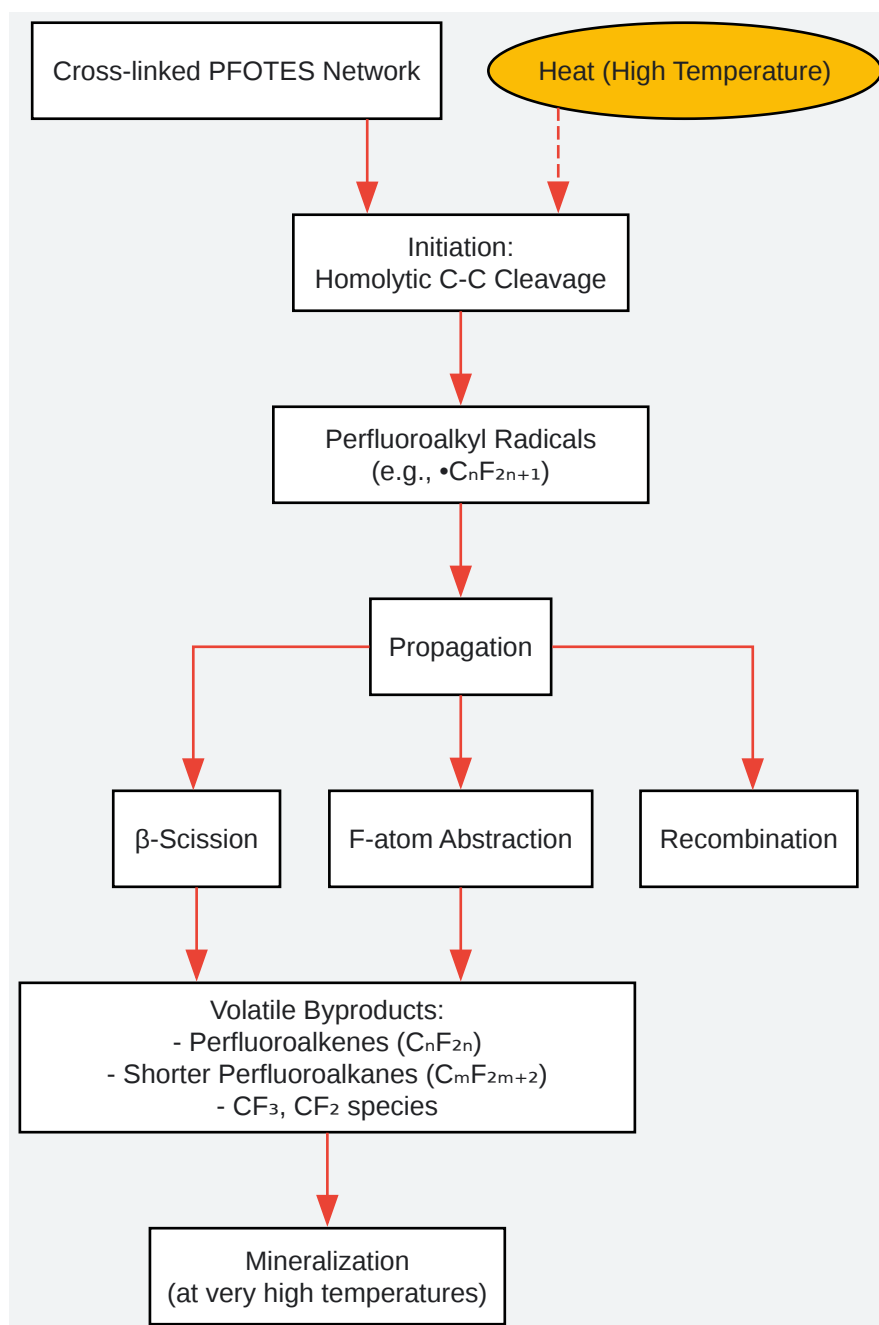 Cross-linked PFOTES Network
Heat (High Temperature)
Initiation:
Homolytic C-C Cleavage
Perfluoroalkyl Radicals
(e.g., •CₙF₂ₙ₊₁)
Propagation
β-Scission
F-atom Abstraction
Recombination
Volatile Byproducts:
- Perfluoroalkenes (CₙF₂ₙ)
- Shorter Perfluoroalkanes (CₘF₂ₘ₊₂)
- CF₃, CF₂ species
Mineralization
(at very high temperatures)